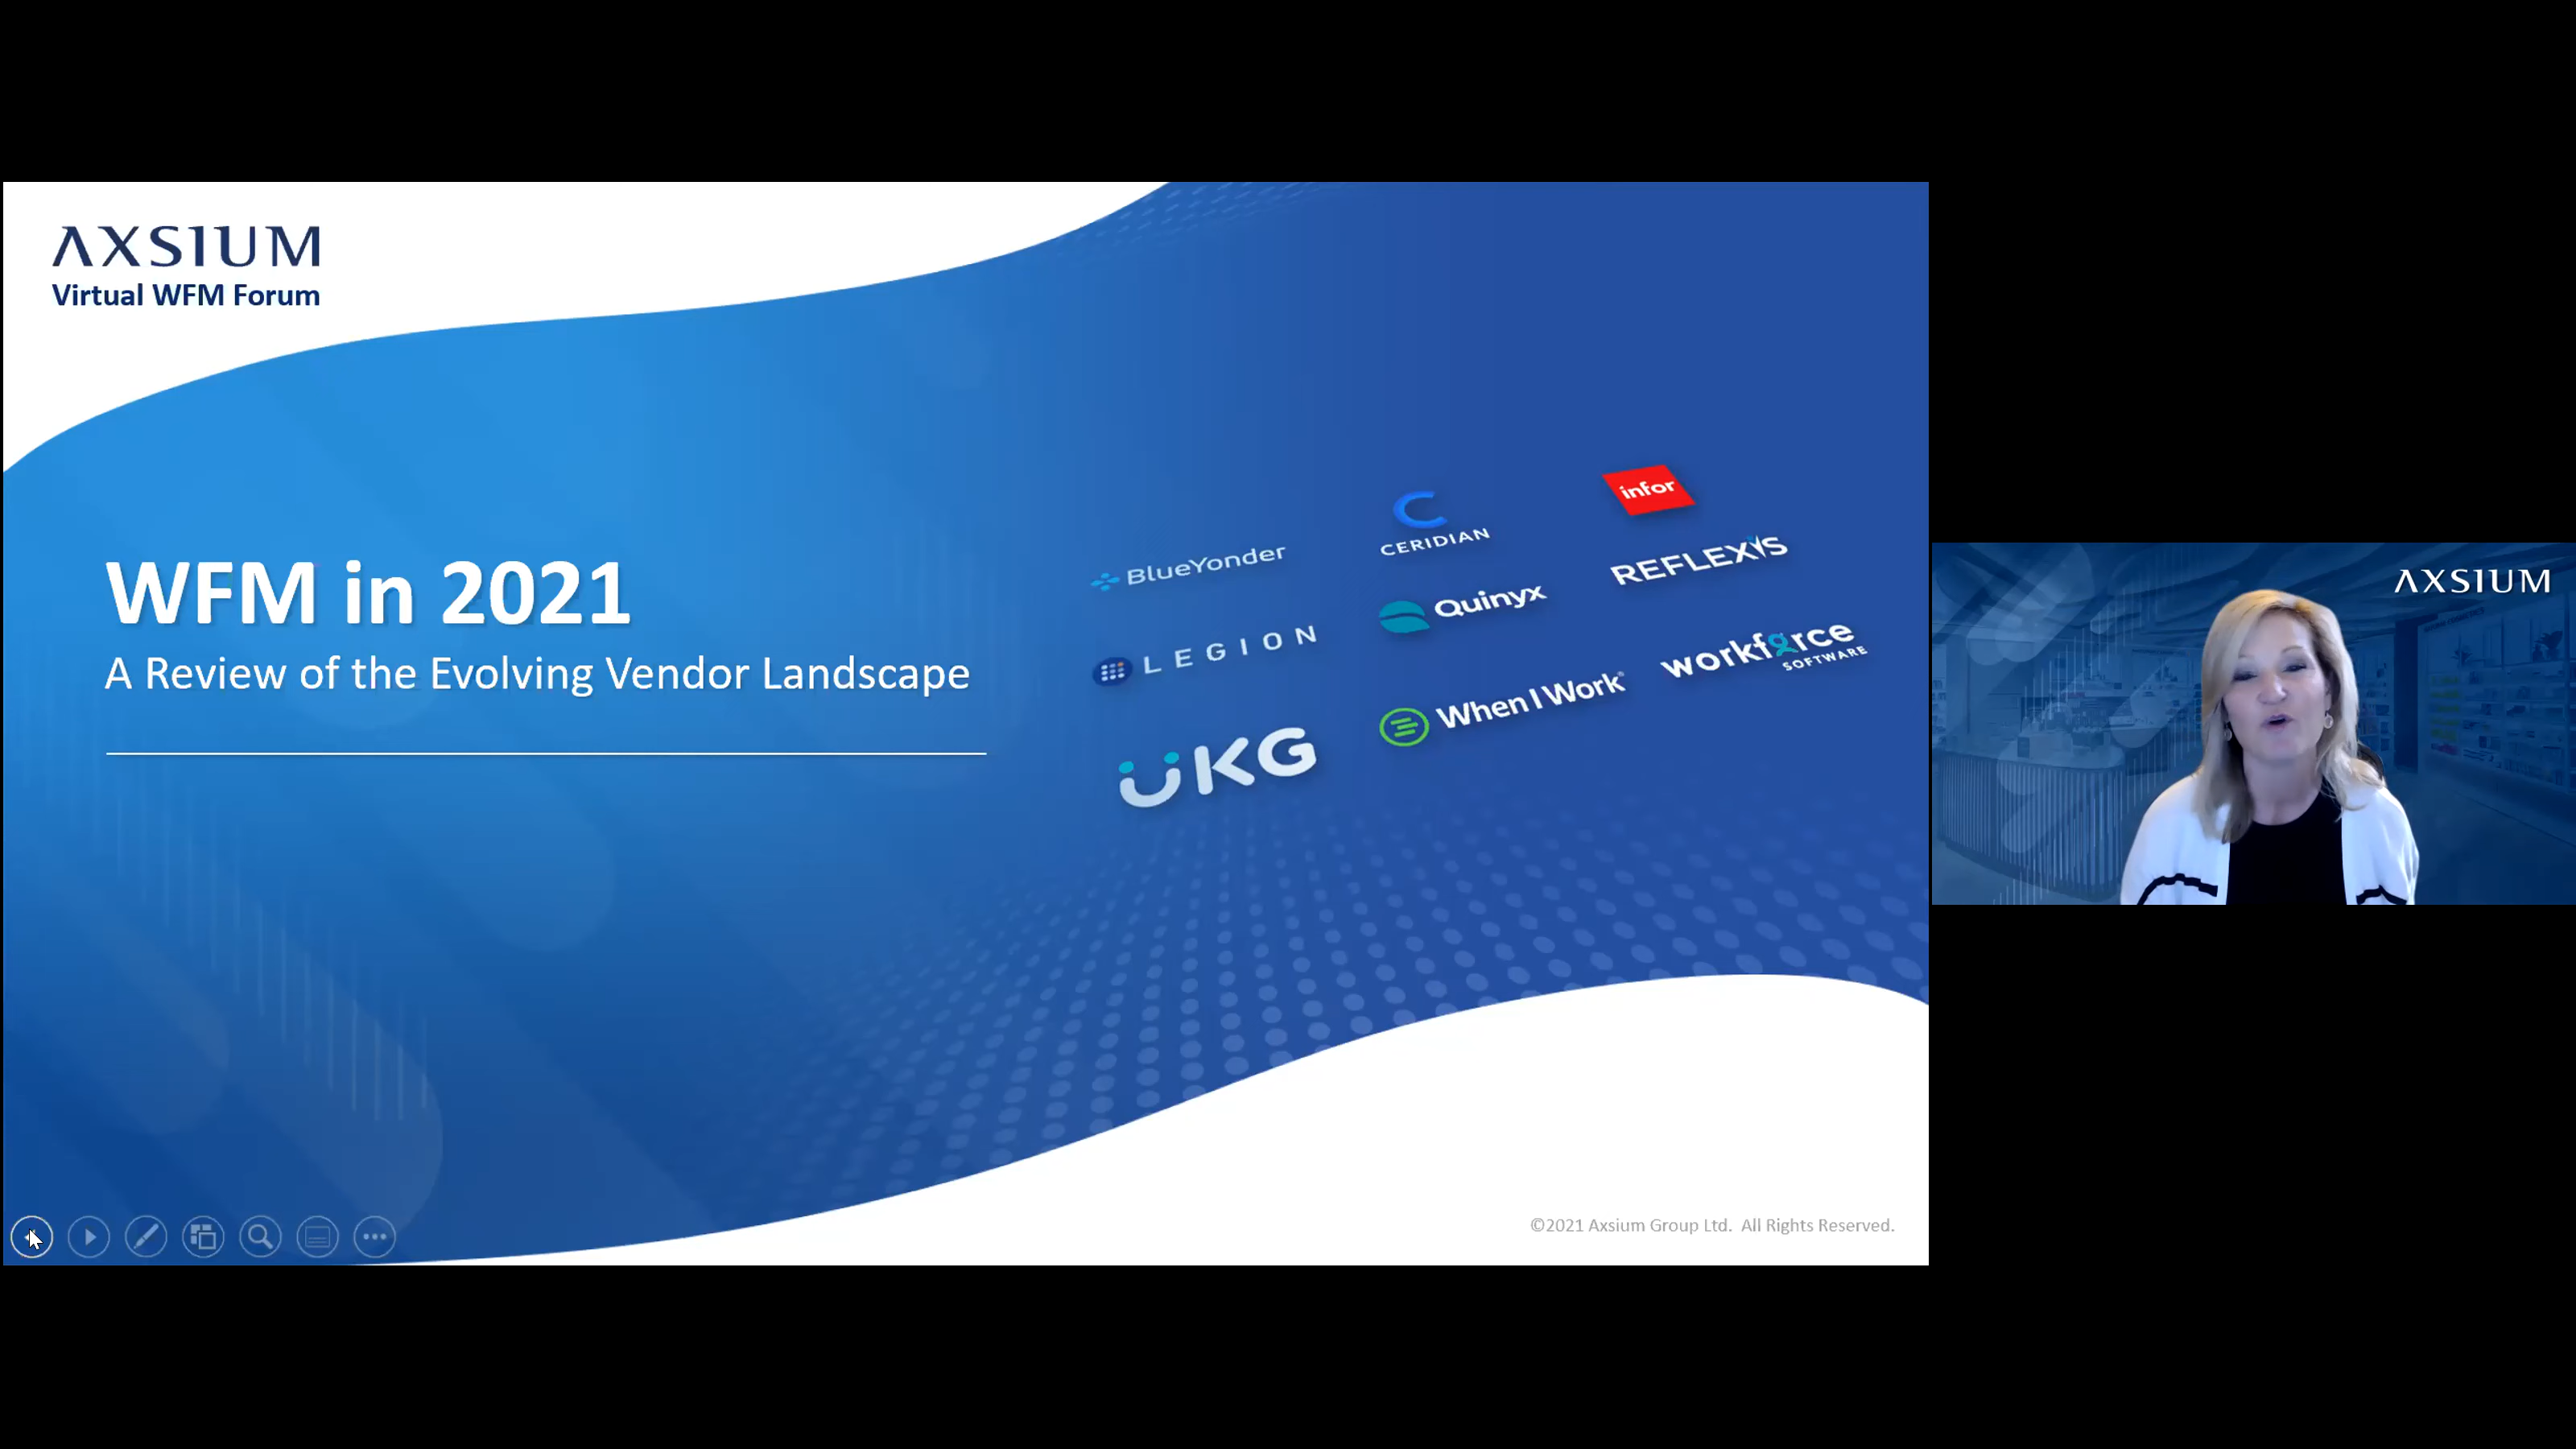 AXSIUM
Virtual WFM Forum
WFM in 2021
A Review of the Evolving Vendor Landscape
BlueYonder
CERIDIAN
infor
LEGION
Quinyx
REFLEXIS
UKG
When I Work
workforce
SOFTWARE
©2021 Axsium Group Ltd. All Rights Reserved.
AXSIUM